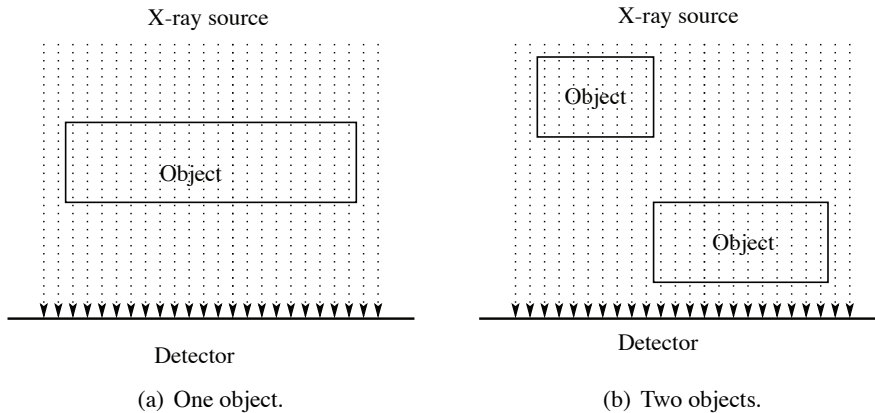 X-ray source
Object
Detector
(a) One object.
X-ray source
Object
Object
Detector
(b) Two objects.